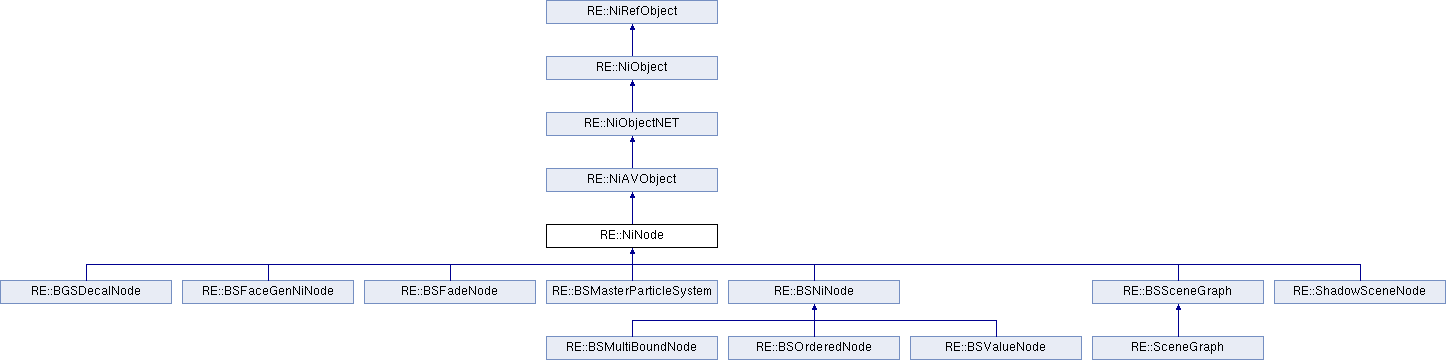 RE::NiRefObject
RE::NiObject
RE::NiObjectNET
RE::NiAVObject
RE::NiNode
RE::BGSDecalNode
RE::BSFaceGenNiNode
RE::BSFadeNode
RE::BSMasterParticleSystem
RE::BSNiNode
RE::BSSceneGraph
RE::ShadowSceneNode
RE::BSMultiBoundNode
RE::BSOrderedNode
RE::BSValueNode
RE::SceneGraph